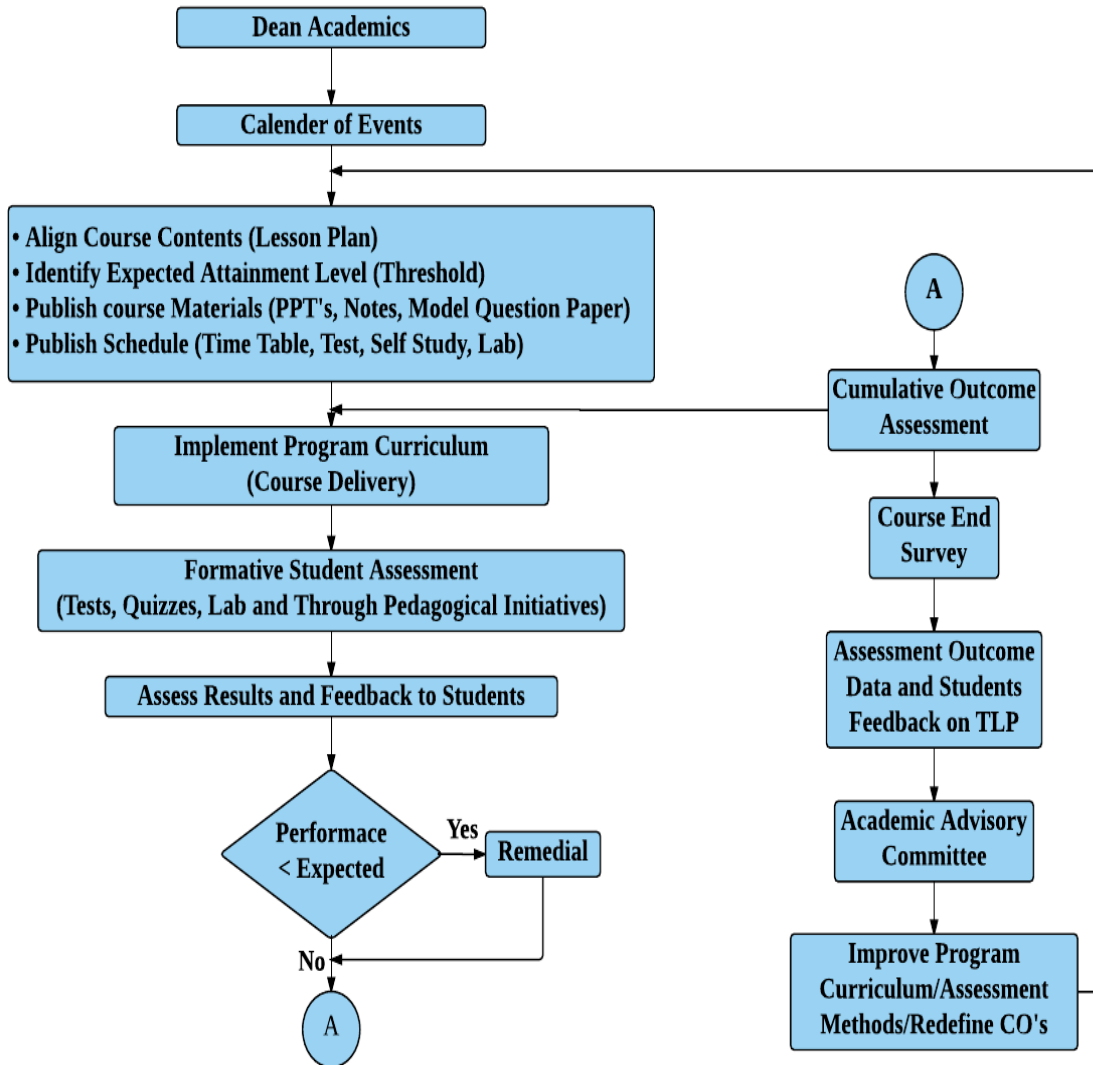 Dean Academics
Calender of Events
• Align Course Contents (Lesson Plan)
• Identify Expected Attainment Level (Threshold)
• Publish course Materials (PPT's, Notes, Model Question Paper)
• Publish Schedule (Time Table, Test, Self Study, Lab)
Implement Program Curriculum
(Course Delivery)
Formative Student Assessment
(Tests, Quizzes, Lab and Through Pedagogical Initiatives)
Assess Results and Feedback to Students
Performace
< Expected
Yes
Remedial
No
A
A
Cumulative Outcome
Assessment
Course End
Survey
Assessment Outcome
Data and Students
Feedback on TLP
Academic Advisory
Committee
Improve Program
Curriculum/Assessment
Methods/Redefine CO's